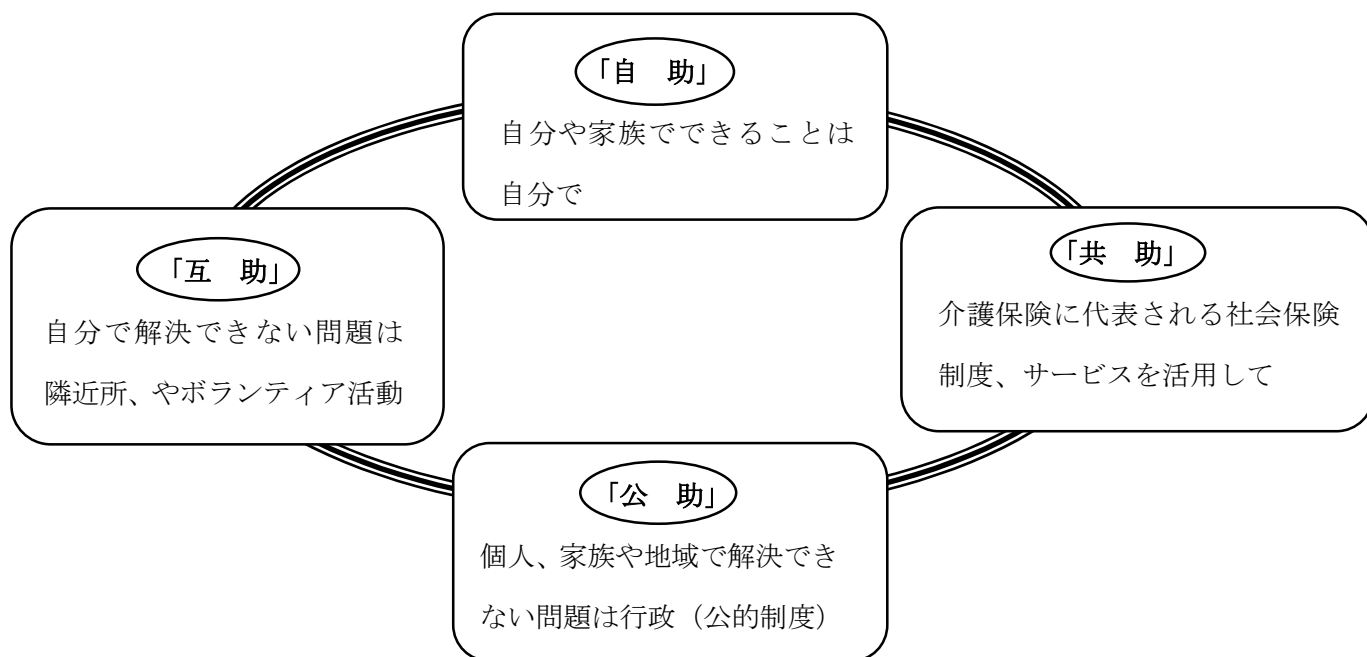 「自　助」
自分や家族でできることは
自分で
「互　助」
自分で解決できない問題は
隣近所、やボランティア活動
「共　助」
介護保険に代表される社会保険
制度、サービスを活用して
「公　助」
個人、家族や地域で解決でき
ない問題は行政（公的制度）